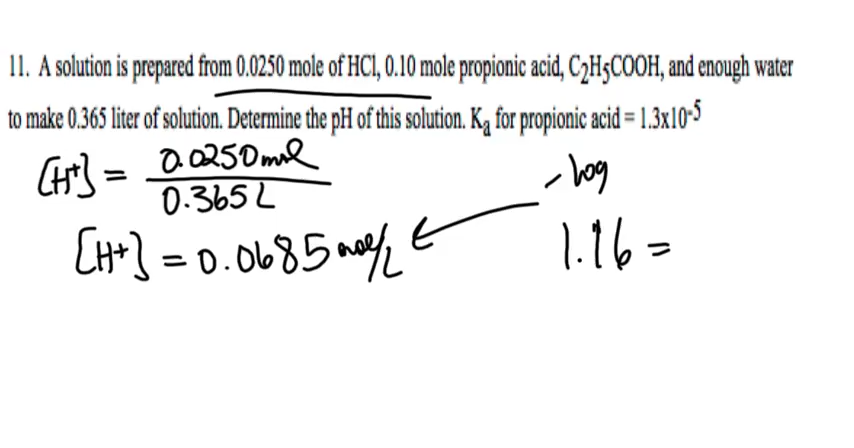 11. A solution is prepared from 0.0250 mole of HCl, 0.10 mole propionic acid, C₂H₅COOH, and enough water
to make 0.365 liter of solution. Determine the pH of this solution. Kₐ for propionic acid = 1.3x10⁻⁵
[H⁺] = 0.0250 mol / 0.365 L
- log
[H⁺] = 0.0685 mol/L
1.16 =